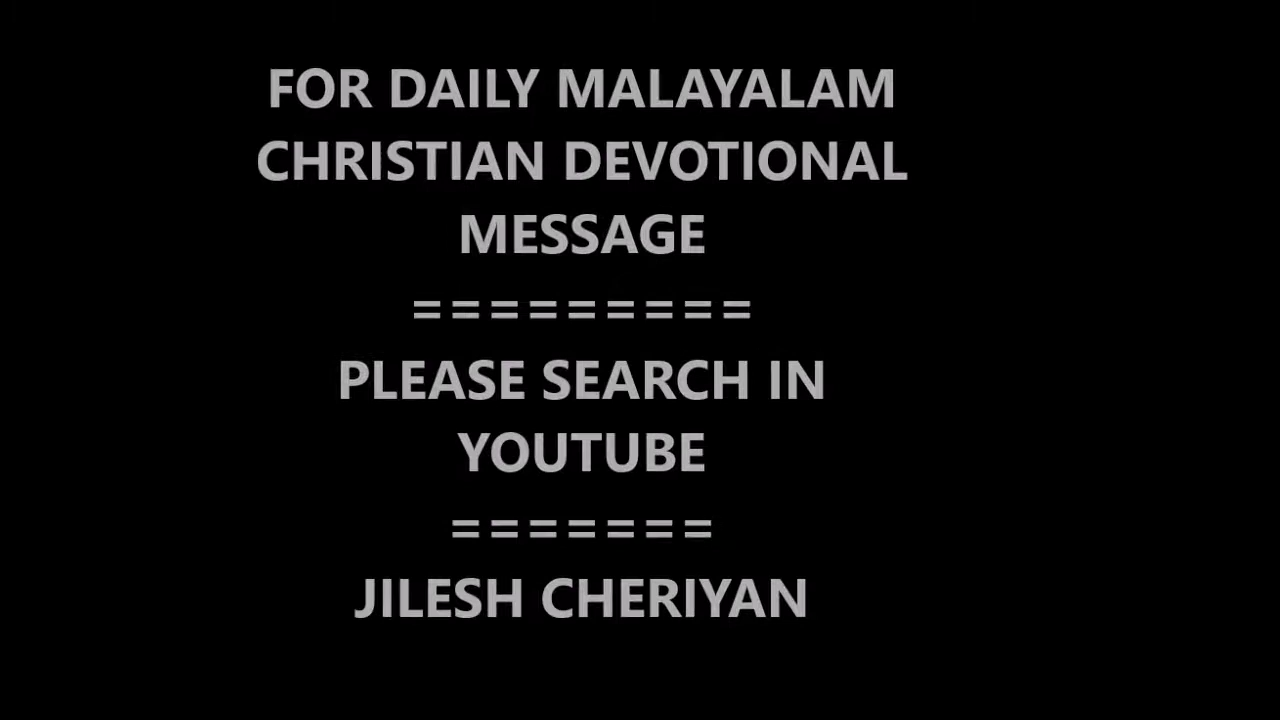 FOR DAILY MALAYALAM
CHRISTIAN DEVOTIONAL
MESSAGE
=========
PLEASE SEARCH IN
YOUTUBE
=======
JILESH CHERIYAN